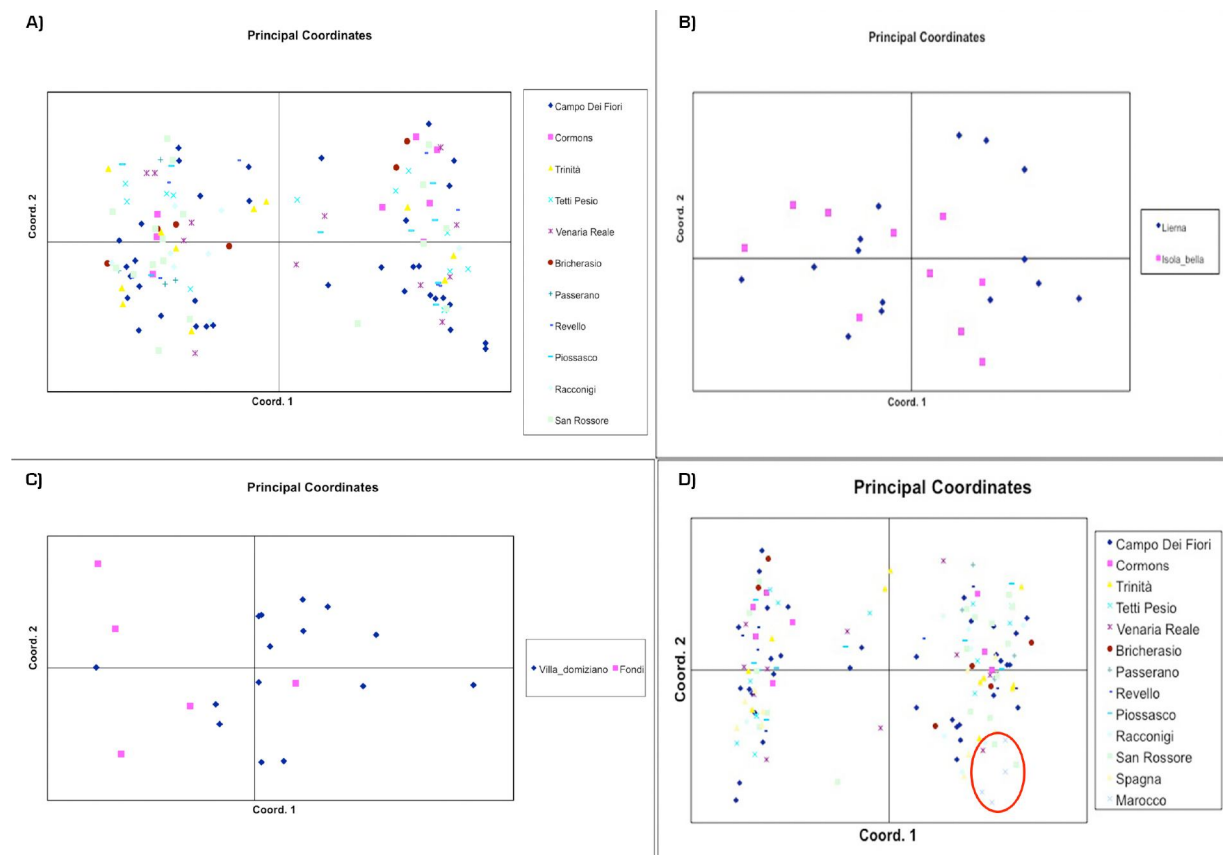 A)
Principal Coordinates
Coord. 2
Coord. 1
Campo Dei Fiori
Cormons
Trinità
Tetti Pesio
Venaria Reale
Bricherasio
Passerano
Revello
Piossasco
Racconigi
San Rossore
B)
Principal Coordinates
Coord. 2
Coord. 1
Lierna
Isola_bella
C)
Principal Coordinates
Coord. 2
Coord. 1
Villa_domiziano Fondi
D)
Principal Coordinates
Coord. 2
Coord. 1
Campo Dei Fiori
Cormons
Trinità
Tetti Pesio
Venaria Reale
Bricherasio
Passerano
Revello
Piossasco
Racconigi
San Rossore
Spagna
Marocco